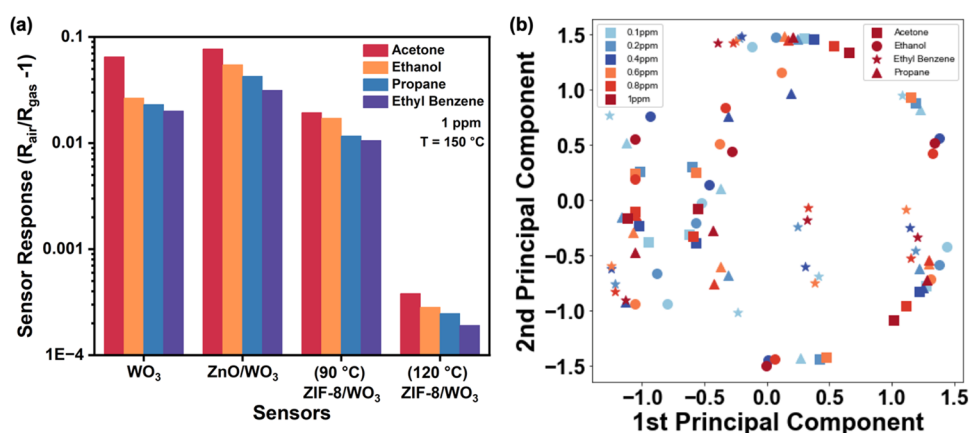 (a)
Sensor Response (R_air/R_gas -1)
0.1
0.01
0.001
1E−4
Acetone
Ethanol
Propane
Ethyl Benzene
1 ppm
T = 150 °C
WO₃
ZnO/WO₃
(90 °C)
ZIF-8/WO₃
(120 °C)
ZIF-8/WO₃
Sensors
(b)
2nd Principal Component
1.5
1.0
0.5
0.0
−0.5
−1.0
−1.5
0.1ppm
0.2ppm
0.4ppm
0.6ppm
0.8ppm
1ppm
Acetone
Ethanol
Ethyl Benzene
Propane
−1.0
−0.5
0.0
0.5
1.0
1.5
1st Principal Component